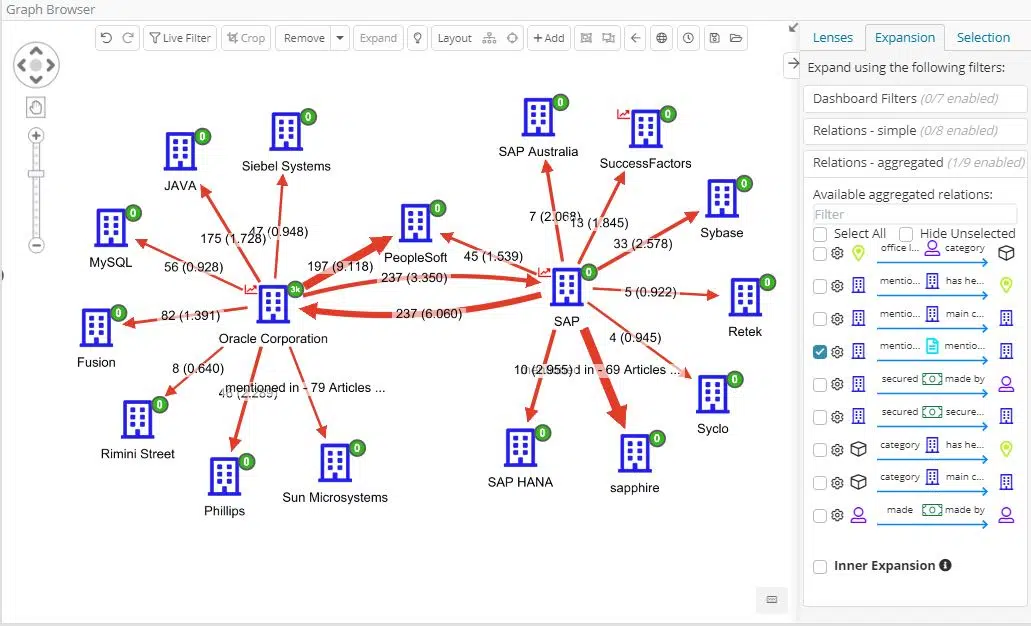 Graph Browser
Live Filter
Crop
Remove
Expand
Layout
+Add
Lenses
Expansion
Selection
Expand using the following filters:
Dashboard Filters (0/7 enabled)
Relations - simple (0/8 enabled)
Relations - aggregated (1/9 enabled)
Available aggregated relations:
Filter
Select All
Hide Unselected
office l... category
mentio... has he...
mentio... main c...
mentio... mentio...
secured made by
secured secure...
category has he...
category main c...
made made by
Inner Expansion
0
Siebel Systems
0
JAVA
0
MySQL
0
Fusion
0
Rimini Street
0
Phillips
0
Sun Microsystems
3k
Oracle Corporation
0
PeopleSoft
0
SAP
0
SAP Australia
0
SuccessFactors
0
Sybase
0
Retek
0
Syclo
0
sapphire
0
SAP HANA
175 (1.728)
47 (0.948)
56 (0.928)
82 (1.391)
8 (0.640)
mentioned in - 79 Articles ...
197 (9.118)
237 (3.350)
237 (6.060)
45 (1.539)
7 (2.069)
13 (1.845)
33 (2.578)
5 (0.922)
4 (0.945)
10 (2.955)
- 69 Articles ...